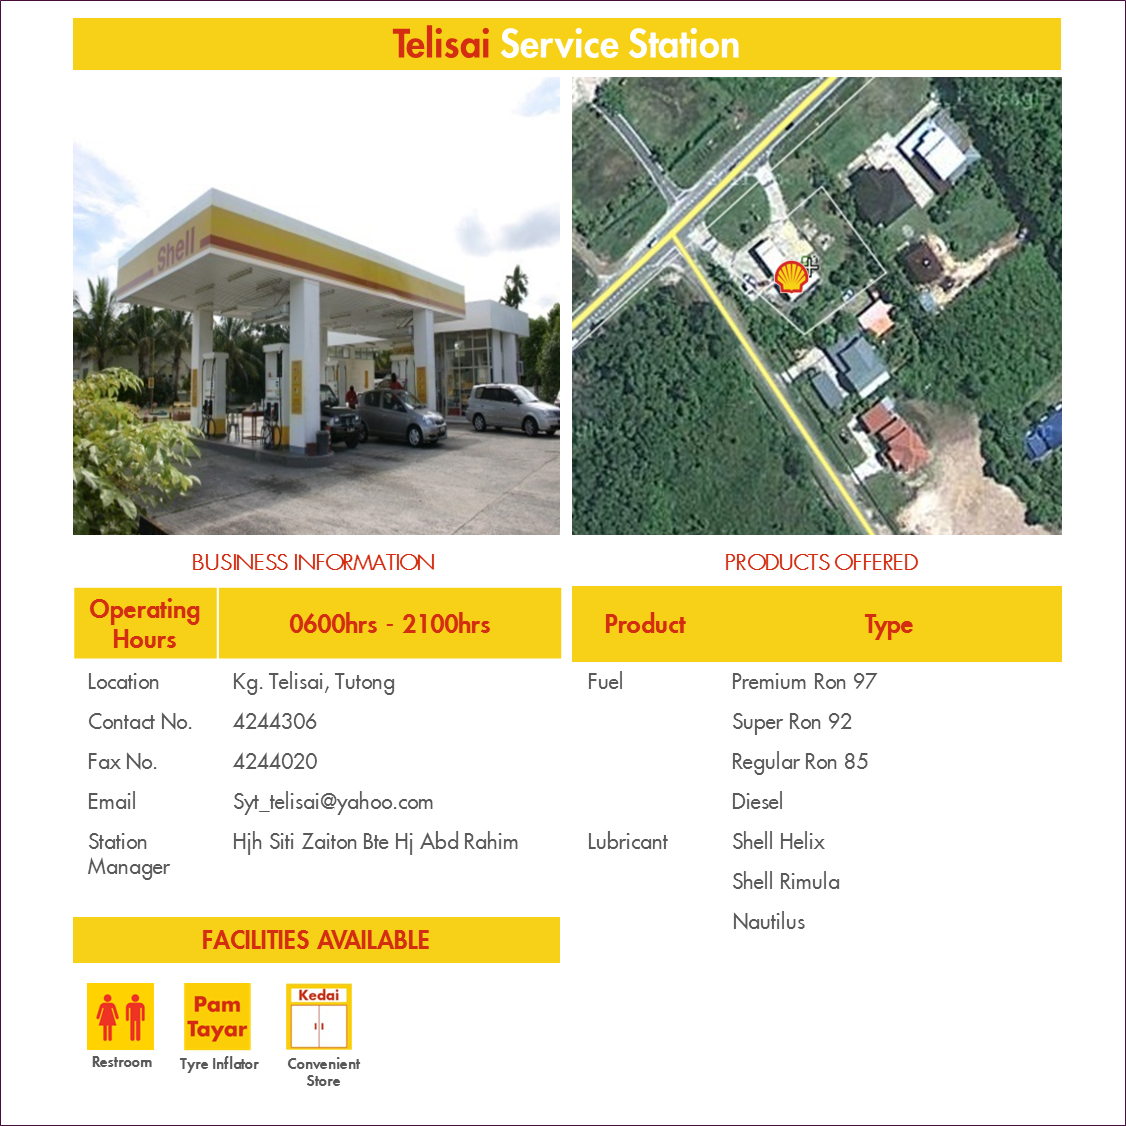 Telisai Service Station
Shell
Google
BUSINESS INFORMATION
Operating Hours 0600hrs - 2100hrs
Location Kg. Telisai, Tutong
Contact No. 4244306
Fax No. 4244020
Email Syt_telisai@yahoo.com
Station Manager Hjh Siti Zaiton Bte Hj Abd Rahim
FACILITIES AVAILABLE
Restroom
Pam
Tayar
Tyre Inflator
Kedai
Convenient
Store
PRODUCTS OFFERED
Product Type
Fuel Premium Ron 97
Super Ron 92
Regular Ron 85
Diesel
Lubricant Shell Helix
Shell Rimula
Nautilus